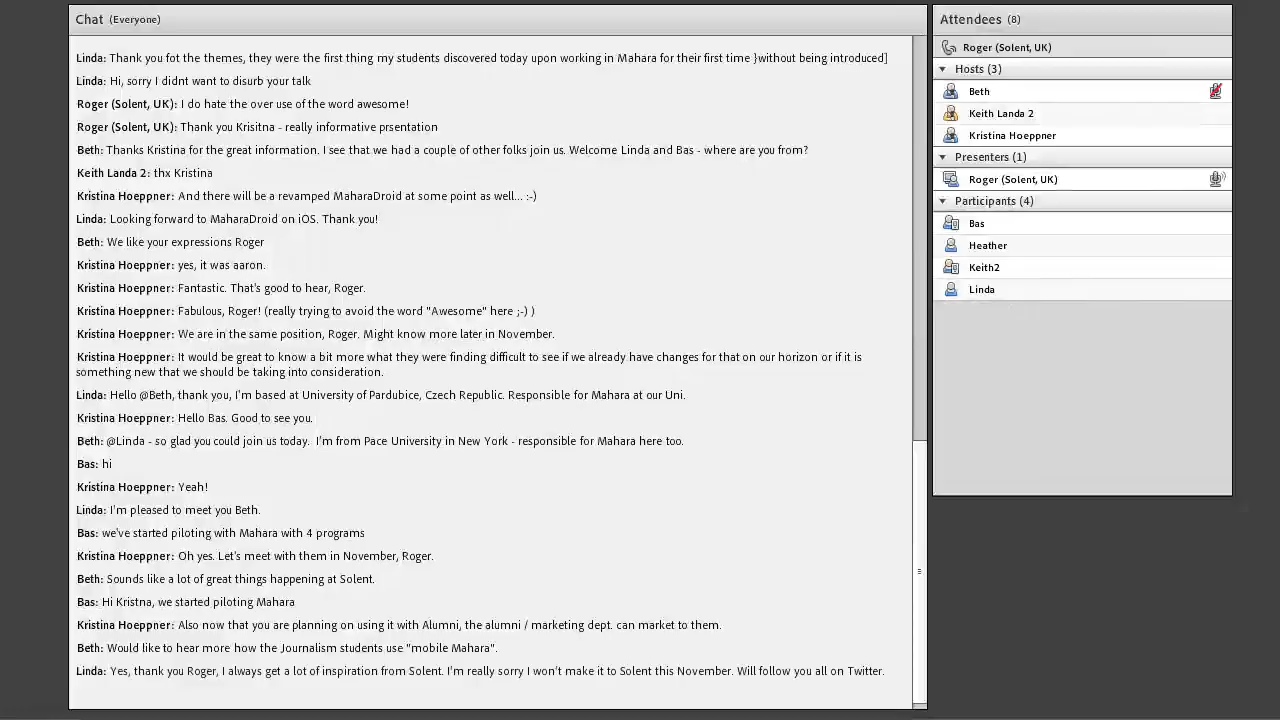 Chat (Everyone)
Linda: Thank you fot the themes, they were the first thing my students discovered today upon working in Mahara for their first time }without being introduced]
Linda: Hi, sorry I didnt want to disurb your talk
Roger (Solent, UK): I do hate the over use of the word awesome!
Roger (Solent, UK): Thank you Krisitna - really informative prsentation
Beth: Thanks Kristina for the great information. I see that we had a couple of other folks join us. Welcome Linda and Bas - where are you from?
Keith Landa 2: thx Kristina
Kristina Hoeppner: And there will be a revamped MaharaDroid at some point as well... :-)
Linda: Looking forward to MaharaDroid on iOS. Thank you!
Beth: We like your expressions Roger
Kristina Hoeppner: yes, it was aaron.
Kristina Hoeppner: Fantastic. That's good to hear, Roger.
Kristina Hoeppner: Fabulous, Roger! (really trying to avoid the word "Awesome" here ;-) )
Kristina Hoeppner: We are in the same position, Roger. Might know more later in November.
Kristina Hoeppner: It would be great to know a bit more what they were finding difficult to see if we already have changes for that on our horizon or if it is
something new that we should be taking into consideration.
Linda: Hello @Beth, thank you, I'm based at University of Pardubice, Czech Republic. Responsible for Mahara at our Uni.
Kristina Hoeppner: Hello Bas. Good to see you.
Beth: @Linda - so glad you could join us today.  I'm from Pace University in New York - responsible for Mahara here too.
Bas: hi
Kristina Hoeppner: Yeah!
Linda: I'm pleased to meet you Beth.
Bas: we've started piloting with Mahara with 4 programs
Kristina Hoeppner: Oh yes. Let's meet with them in November, Roger.
Beth: Sounds like a lot of great things happening at Solent.
Bas: Hi Kristna, we started piloting Mahara
Kristina Hoeppner: Also now that you are planning on using it with Alumni, the alumni / marketing dept. can market to them.
Beth: Would like to hear more how the Journalism students use "mobile Mahara".
Linda: Yes, thank you Roger, I always get a lot of inspiration from Solent. I'm really sorry I won't make it to Solent this November. Will follow you all on Twitter.
Attendees (8)
Roger (Solent, UK)
Hosts (3)
Beth
Keith Landa 2
Kristina Hoeppner
Presenters (1)
Roger (Solent, UK)
Participants (4)
Bas
Heather
Keith2
Linda